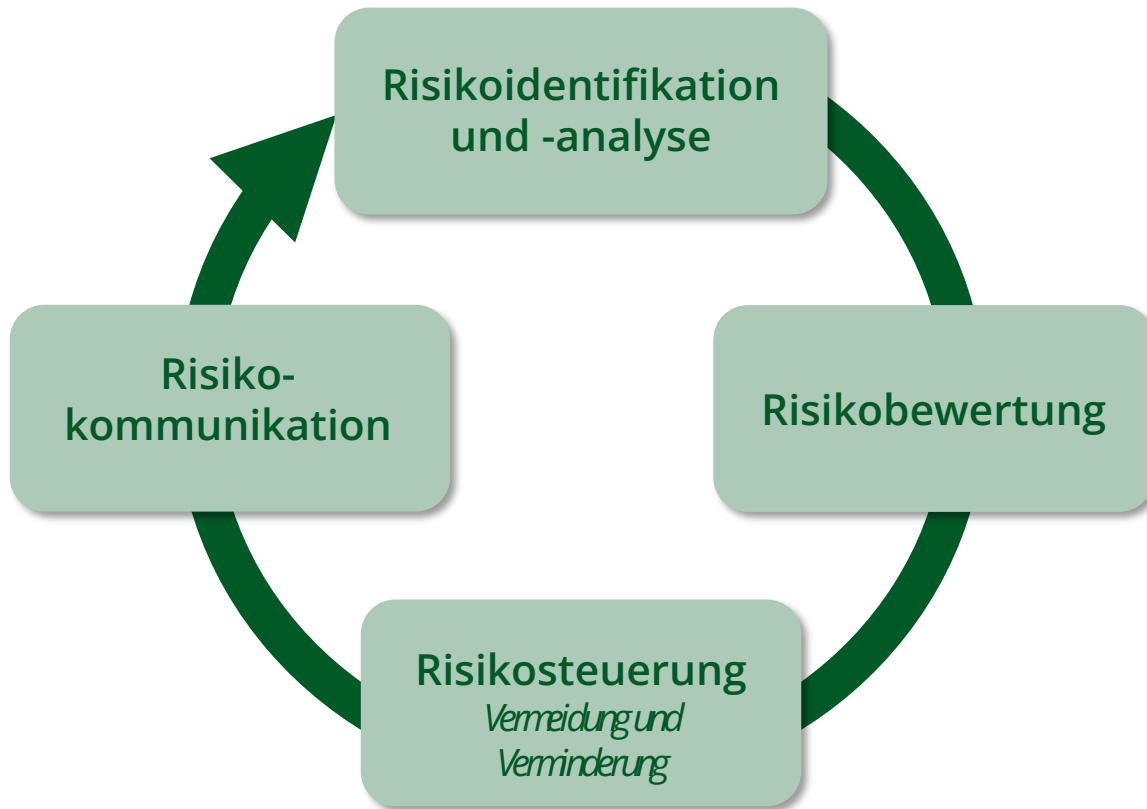 Risikoidentifikation
und -analyse
Risikobewertung
Risikosteuerung
Vermeidung und
Verminderung
Risiko-
kommunikation